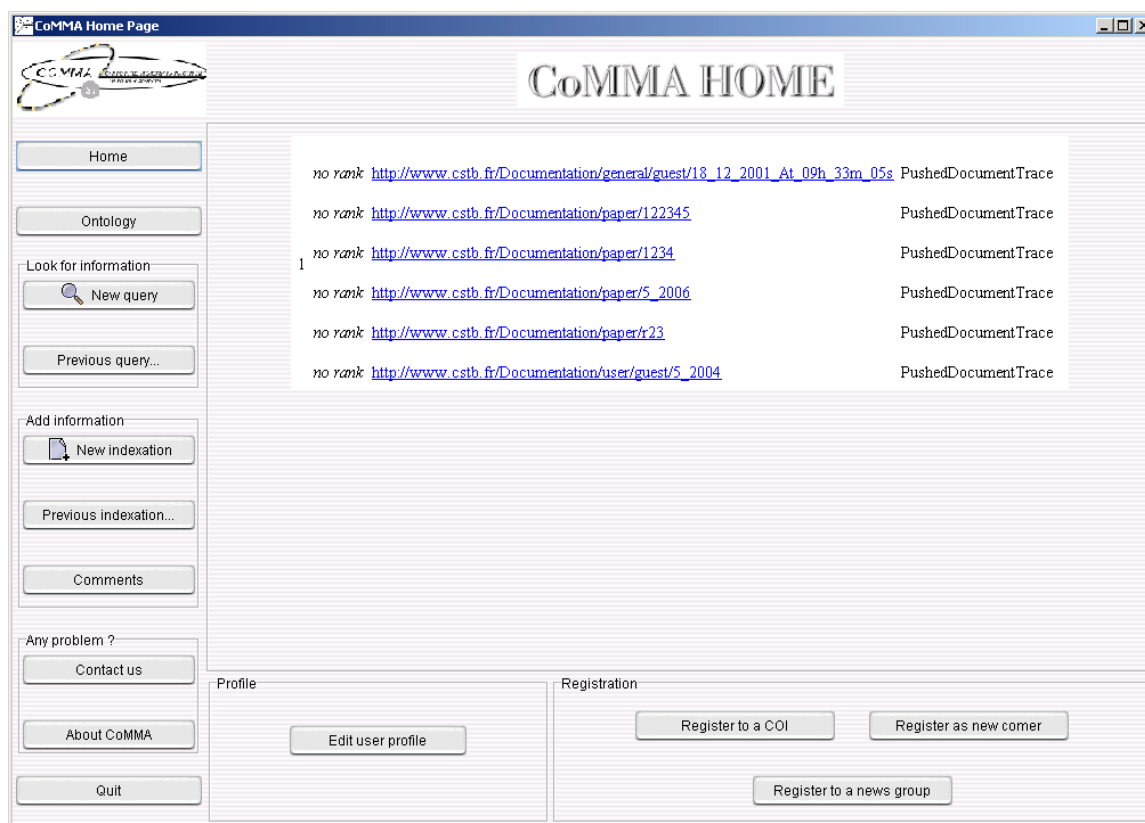 CoMMA Home Page
COMMA
CoMMA HOME
Home
Ontology
Look for information
New query
Previous query...
Add information
New indexation
Previous indexation...
Comments
Any problem ?
Contact us
About CoMMA
Quit
no rank http://www.cstb.fr/Documentation/general/guest/18_12_2001_At_09h_33m_05s PushedDocumentTrace
no rank http://www.cstb.fr/Documentation/paper/122345 PushedDocumentTrace
no rank http://www.cstb.fr/Documentation/paper/1234 PushedDocumentTrace
1
no rank http://www.cstb.fr/Documentation/paper/5_2006 PushedDocumentTrace
no rank http://www.cstb.fr/Documentation/paper/r23 PushedDocumentTrace
no rank http://www.cstb.fr/Documentation/user/guest/5_2004 PushedDocumentTrace
Profile
Edit user profile
Registration
Register to a COI
Register as new comer
Register to a news group